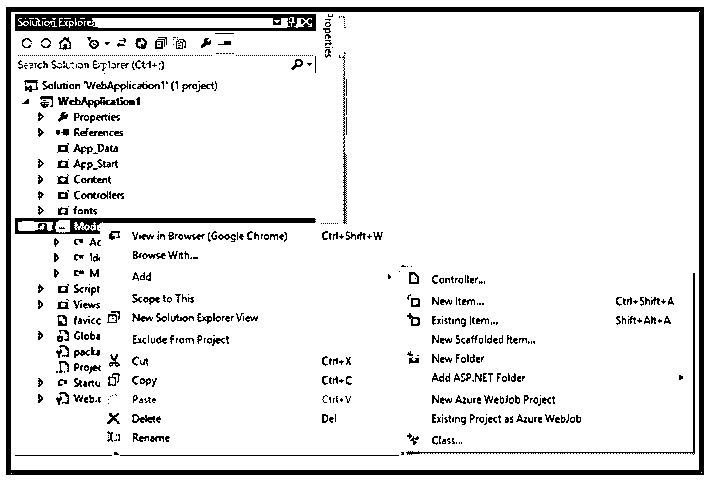 Solution Explorer
Properties
Search Solution Explorer (Ctrl+;)
Solution 'WebApplication1' (1 project)
WebApplication1
Properties
References
App_Data
App_Start
Content
Controllers
fonts
Mode
Ac
Ide
M
Script
Views
favicc
Globa
packa
Projec
Startu
Web.c
View in Browser (Google Chrome) Ctrl+Shift+W
Browse With...
Add
Scope to This
New Solution Explorer View
Exclude From Project
Cut Ctrl+X
Copy Ctrl+C
Paste Ctrl+V
Delete Del
Rename
Controller...
New Item... Ctrl+Shift+A
Existing Item... Shift+Alt+A
New Scaffolded Item...
New Folder
Add ASP.NET Folder
New Azure WebJob Project
Existing Project as Azure WebJob
Class...